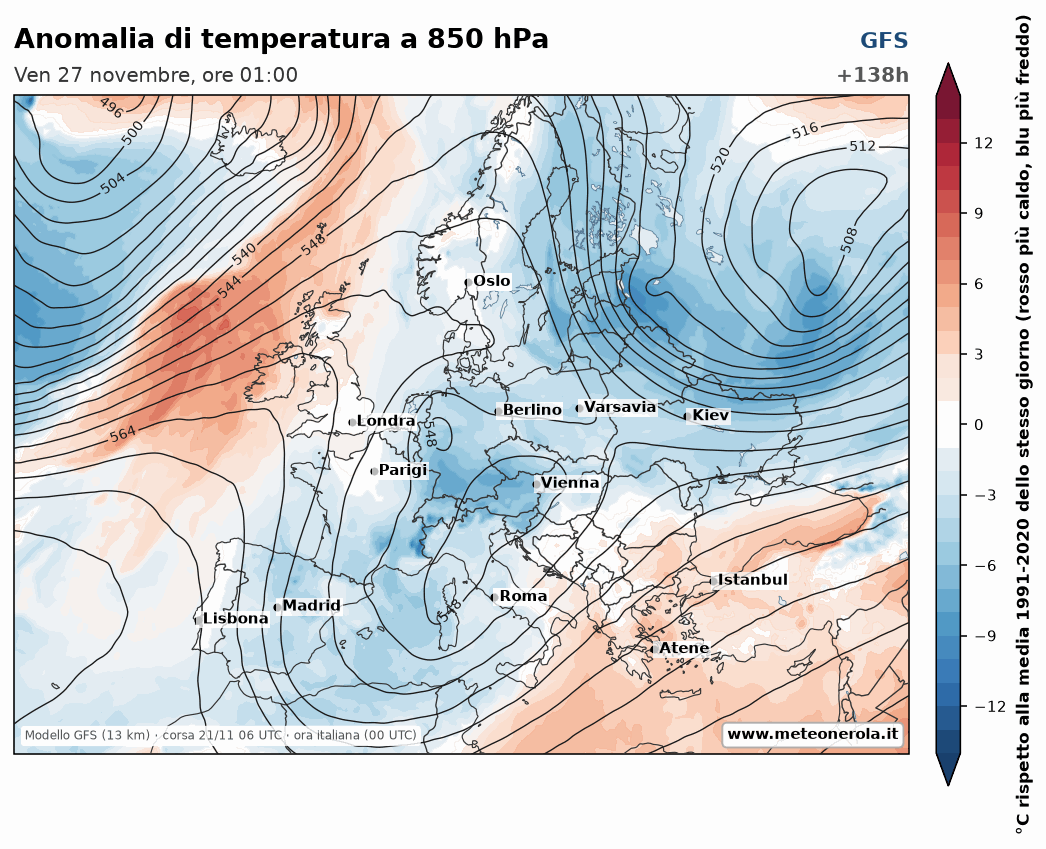 Anomalia di temperatura a 850 hPa
GFS
Ven 27 novembre, ore 01:00
+138h
496
500
504
516
520
512
508
540
548
544
564
548
548
Oslo
Berlino
Varsavia
Kiev
Londra
Parigi
Vienna
Istanbul
Roma
Madrid
Lisbona
Atene
Modello GFS (13 km) · corsa 21/11 06 UTC · ora italiana (00 UTC)
www.meteonerola.it
12
9
6
3
0
−3
−6
−9
−12
°C rispetto alla media 1991-2020 dello stesso giorno (rosso più caldo, blu più freddo)